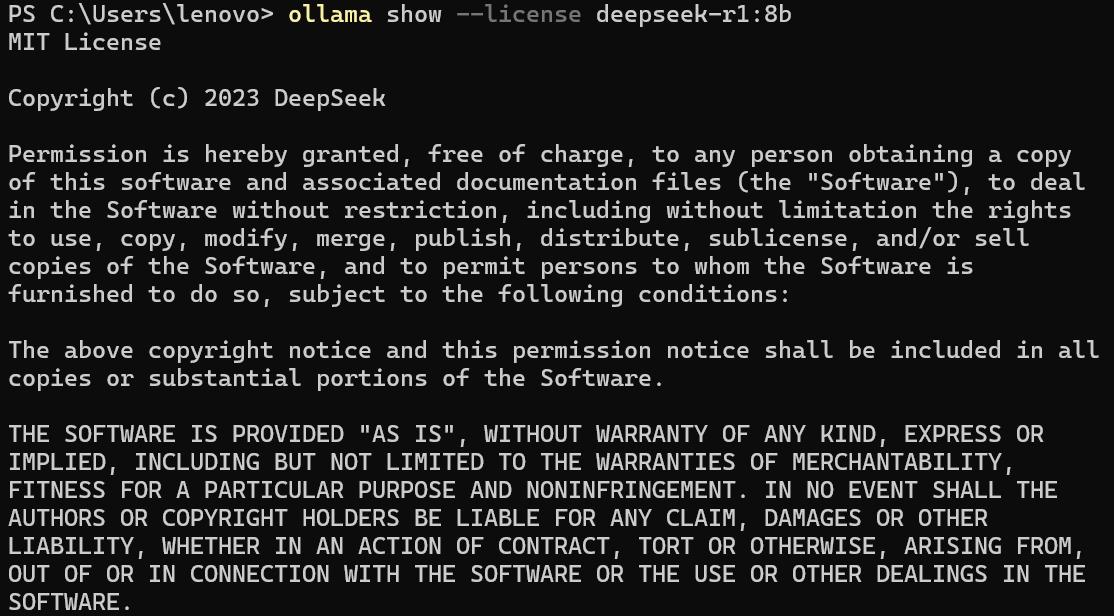 PS C:\Users\lenovo> ollama show --license deepseek-r1:8b
MIT License
Copyright (c) 2023 DeepSeek
Permission is hereby granted, free of charge, to any person obtaining a copy
of this software and associated documentation files (the "Software"), to deal
in the Software without restriction, including without limitation the rights
to use, copy, modify, merge, publish, distribute, sublicense, and/or sell
copies of the Software, and to permit persons to whom the Software is
furnished to do so, subject to the following conditions:
The above copyright notice and this permission notice shall be included in all
copies or substantial portions of the Software.
THE SOFTWARE IS PROVIDED "AS IS", WITHOUT WARRANTY OF ANY KIND, EXPRESS OR
IMPLIED, INCLUDING BUT NOT LIMITED TO THE WARRANTIES OF MERCHANTABILITY,
FITNESS FOR A PARTICULAR PURPOSE AND NONINFRINGEMENT. IN NO EVENT SHALL THE
AUTHORS OR COPYRIGHT HOLDERS BE LIABLE FOR ANY CLAIM, DAMAGES OR OTHER
LIABILITY, WHETHER IN AN ACTION OF CONTRACT, TORT OR OTHERWISE, ARISING FROM,
OUT OF OR IN CONNECTION WITH THE SOFTWARE OR THE USE OR OTHER DEALINGS IN THE
SOFTWARE.